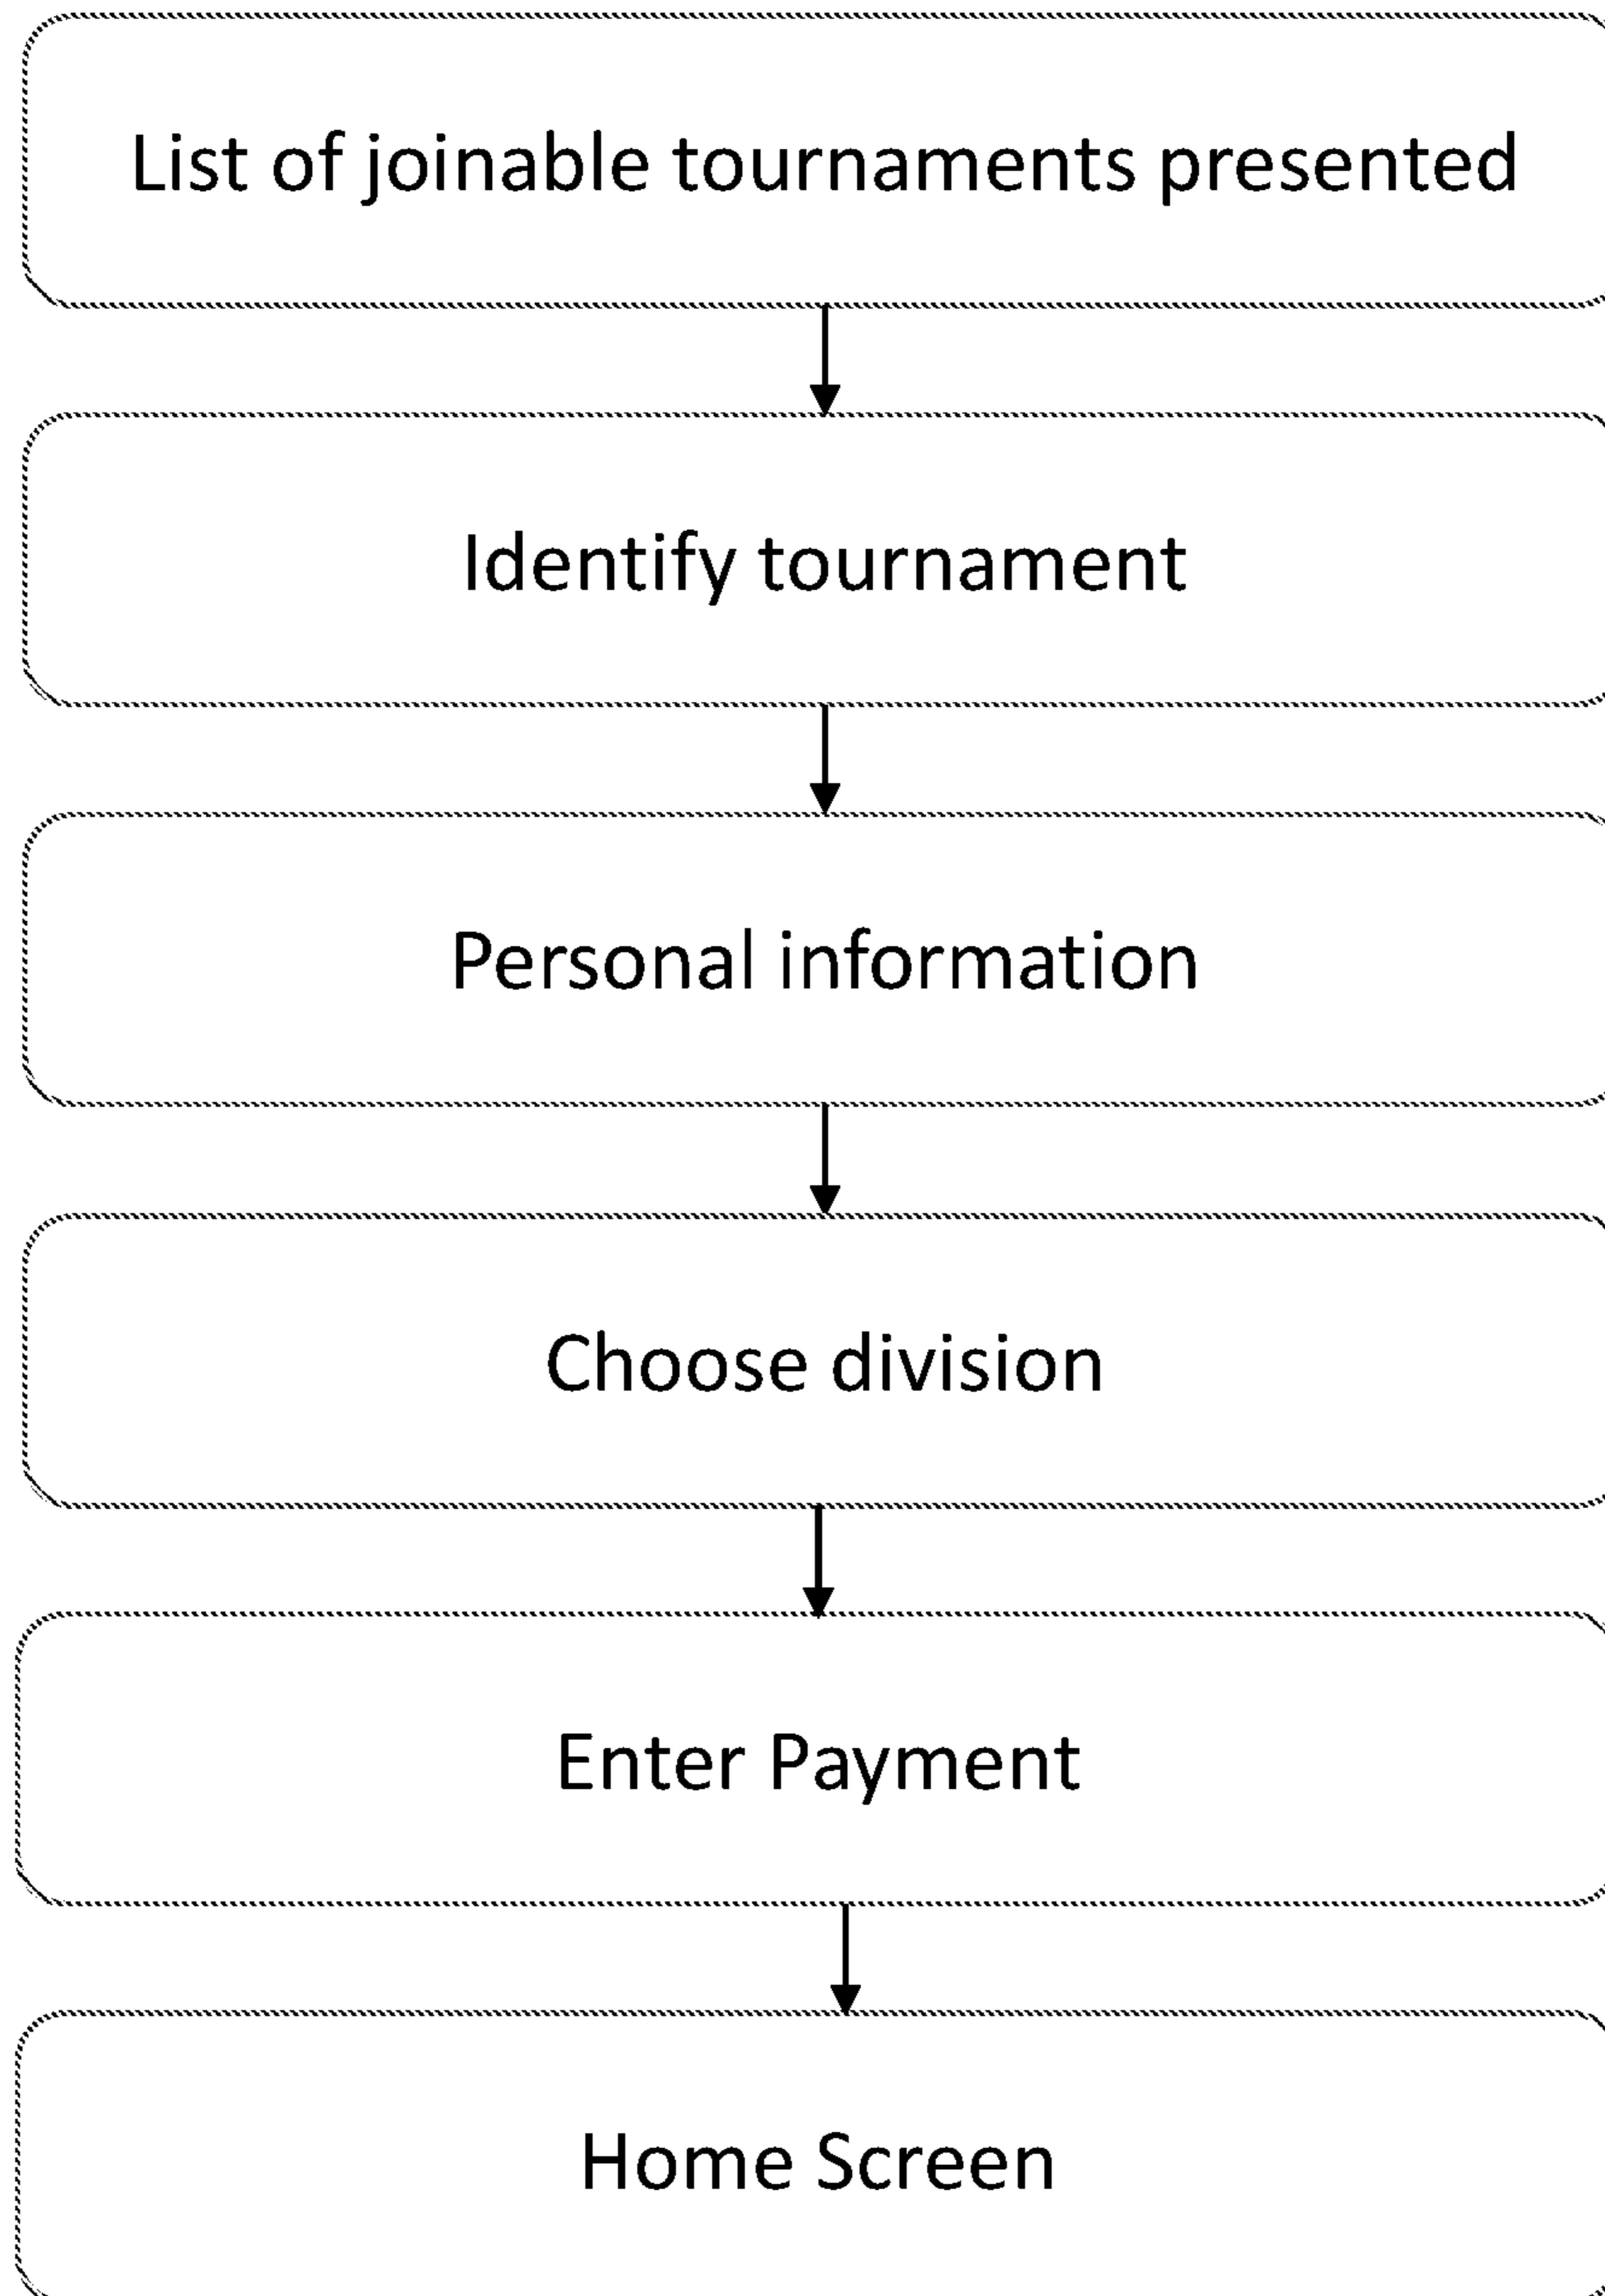 List of joinable tournaments presented
Identify tournament
Personal information
Choose division
Enter Payment
Home Screen